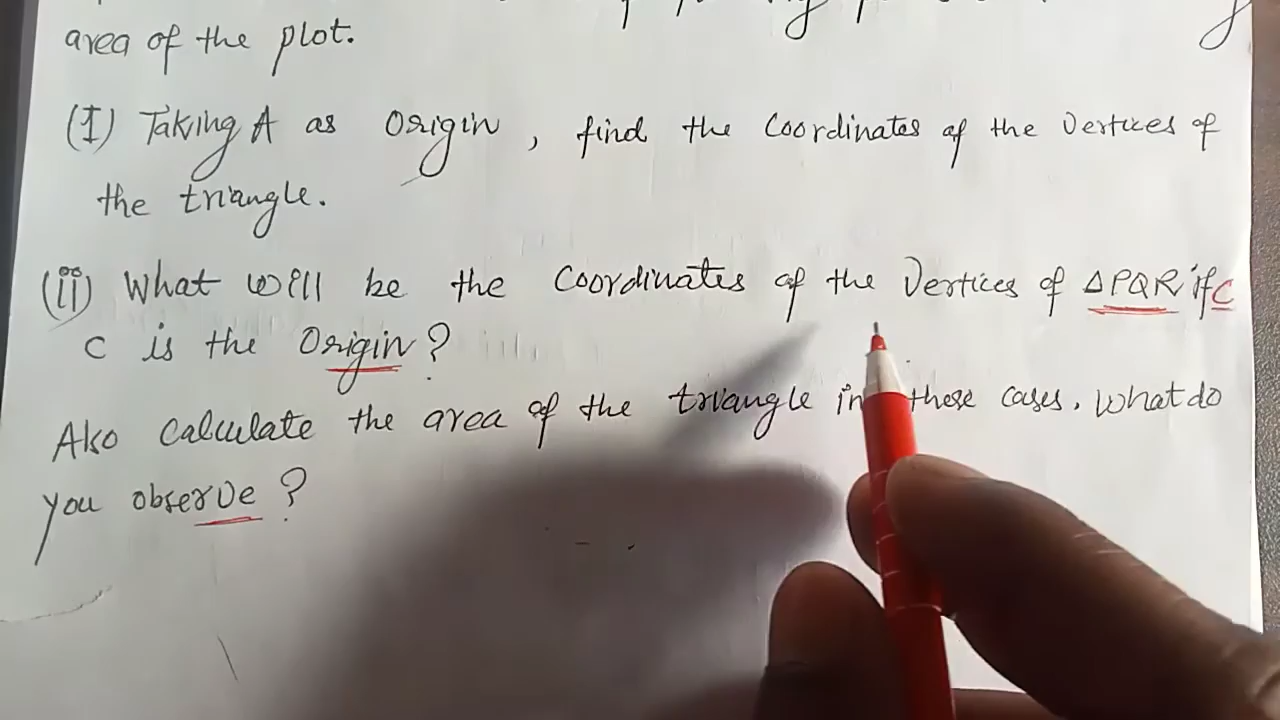 area of the plot.
(I) Taking A as Origin, find the Coordinates of the Vertices of
the triangle.
(ii) What will be the Coordinates of the Vertices of ΔPQR if C
C is the Origin?
Also Calculate the area of the triangle in these cases. What do
you observe?